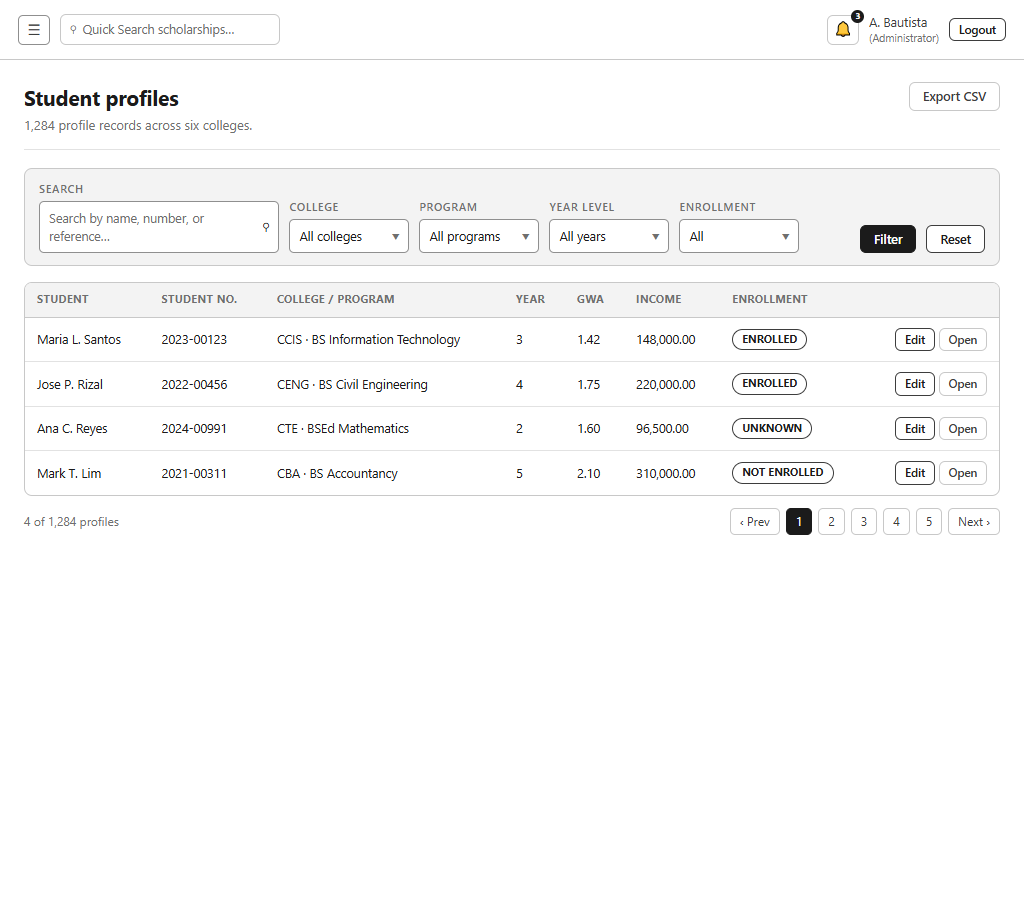 ☰
Quick Search scholarships...
3
A. Bautista
(Administrator)
Logout
Student profiles
Export CSV
1,284 profile records across six colleges.
SEARCH
Search by name, number, or
reference...
COLLEGE
All colleges
PROGRAM
All programs
YEAR LEVEL
All years
ENROLLMENT
All
Filter
Reset
STUDENT STUDENT NO. COLLEGE / PROGRAM YEAR GWA INCOME ENROLLMENT
Maria L. Santos 2023-00123 CCIS · BS Information Technology 3 1.42 148,000.00 ENROLLED Edit Open
Jose P. Rizal 2022-00456 CENG · BS Civil Engineering 4 1.75 220,000.00 ENROLLED Edit Open
Ana C. Reyes 2024-00991 CTE · BSEd Mathematics 2 1.60 96,500.00 UNKNOWN Edit Open
Mark T. Lim 2021-00311 CBA · BS Accountancy 5 2.10 310,000.00 NOT ENROLLED Edit Open
4 of 1,284 profiles
‹ Prev 1 2 3 4 5 Next ›